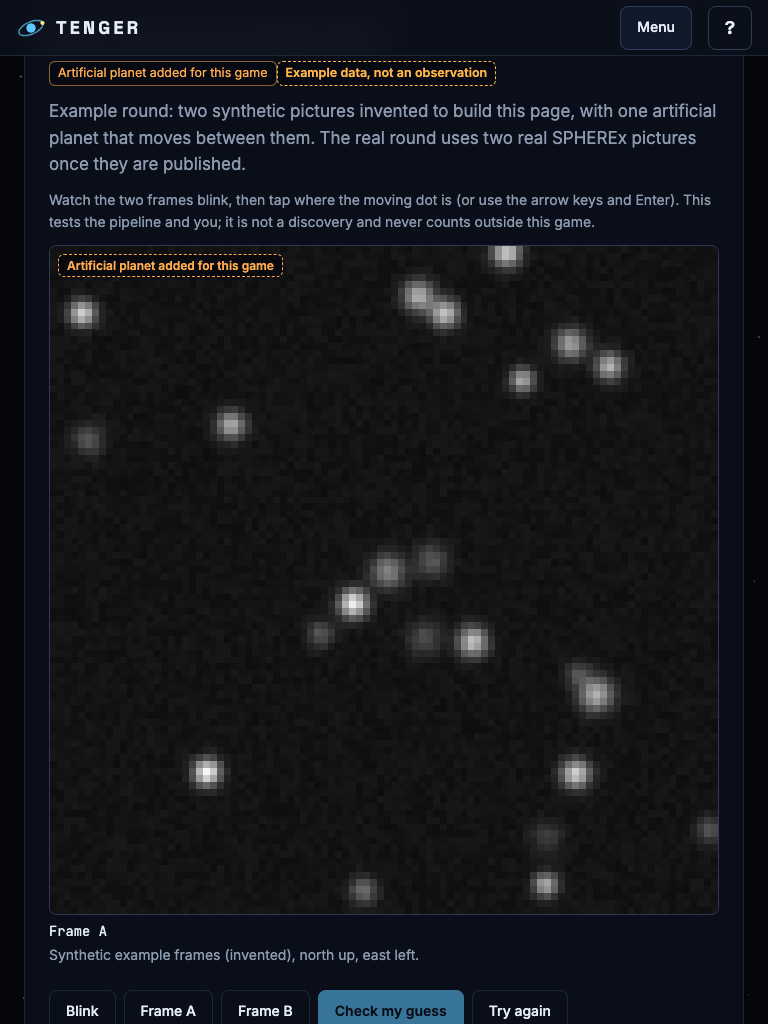 TENGER
Menu
?
Artificial planet added for this game
Example data, not an observation
Example round: two synthetic pictures invented to build this page, with one artificial
planet that moves between them. The real round uses two real SPHEREx pictures
once they are published.
Watch the two frames blink, then tap where the moving dot is (or use the arrow keys and Enter). This
tests the pipeline and you; it is not a discovery and never counts outside this game.
Artificial planet added for this game
Frame A
Synthetic example frames (invented), north up, east left.
Blink
Frame A
Frame B
Check my guess
Try again